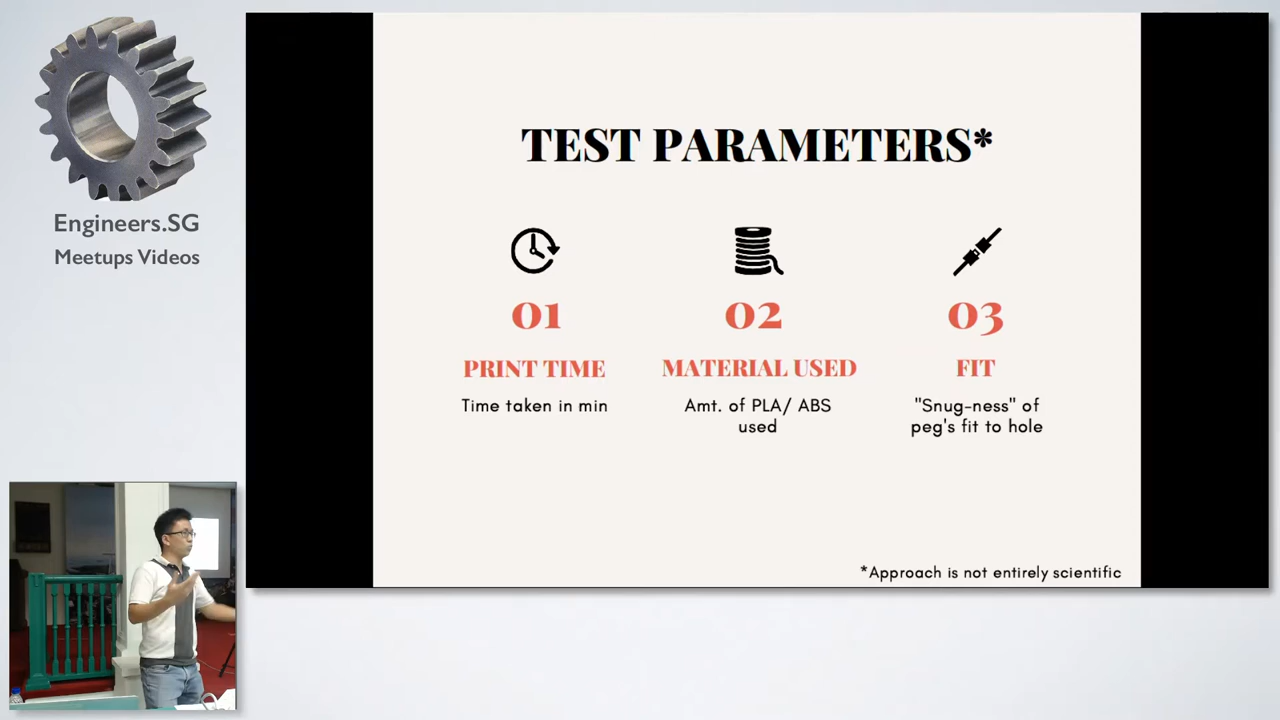 Engineers.SG
Meetups Videos
TEST PARAMETERS*
01
PRINT TIME
Time taken in min
02
MATERIAL USED
Amt. of PLA/ ABS
used
03
FIT
"Snug-ness" of
peg's fit to hole
*Approach is not entirely scientific